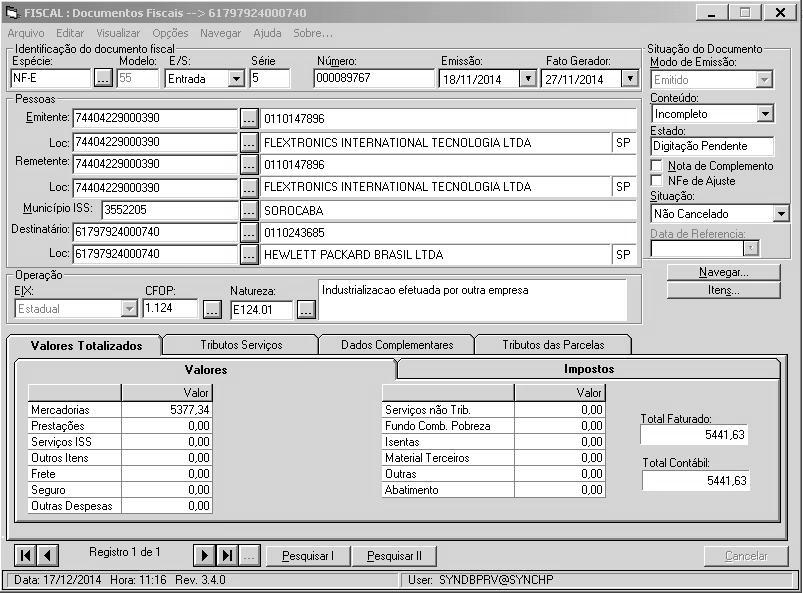 FISCAL : Documentos Fiscais --> 61797924000740
Arquivo Editar Visualizar Opções Navegar Ajuda Sobre...
Identificação do documento fiscal
Espécie: Modelo: E/S: Série Número: Emissão: Fato Gerador:
NF-E ... 55 Entrada 5 000089767 18/11/2014 27/11/2014
Pessoas
Emitente: 74404229000390 ... 0110147896
Loc: 74404229000390 ... FLEXTRONICS INTERNATIONAL TECNOLOGIA LTDA SP
Remetente: 74404229000390 ... 0110147896
Loc: 74404229000390 ... FLEXTRONICS INTERNATIONAL TECNOLOGIA LTDA SP
Município ISS: 3552205 ... SOROCABA
Destinatário: 61797924000740 ... 0110243685
Loc: 61797924000740 ... HEWLETT PACKARD BRASIL LTDA SP
Situação do Documento
Modo de Emissão:
Emitido
Conteúdo:
Incompleto
Estado:
Digitação Pendente
Nota de Complemento
NFe de Ajuste
Situação:
Não Cancelado
Data de Referencia:
Navegar...
Itens...
Operação
EIX: CFOP: Natureza:
Estadual 1.124 ... E124.01 ... Industrializacao efetuada por outra empresa
Valores Totalizados Tributos Serviços Dados Complementares Tributos das Parcelas
Valores Impostos
Valor
Mercadorias 5377,34
Prestações 0,00
Serviços ISS 0,00
Outros Itens 0,00
Frete 0,00
Seguro 0,00
Outras Despesas 0,00
Valor
Serviços não Trib. 0,00
Fundo Comb. Pobreza 0,00
Isentas 0,00
Material Terceiros 0,00
Outras 0,00
Abatimento 0,00
Total Faturado:
5441,63
Total Contábil:
5441,63
Registro 1 de 1 ... Pesquisar I Pesquisar II Cancelar
Data: 17/12/2014 Hora: 11:16 Rev. 3.4.0 User: SYNDBPRV@SYNCHP